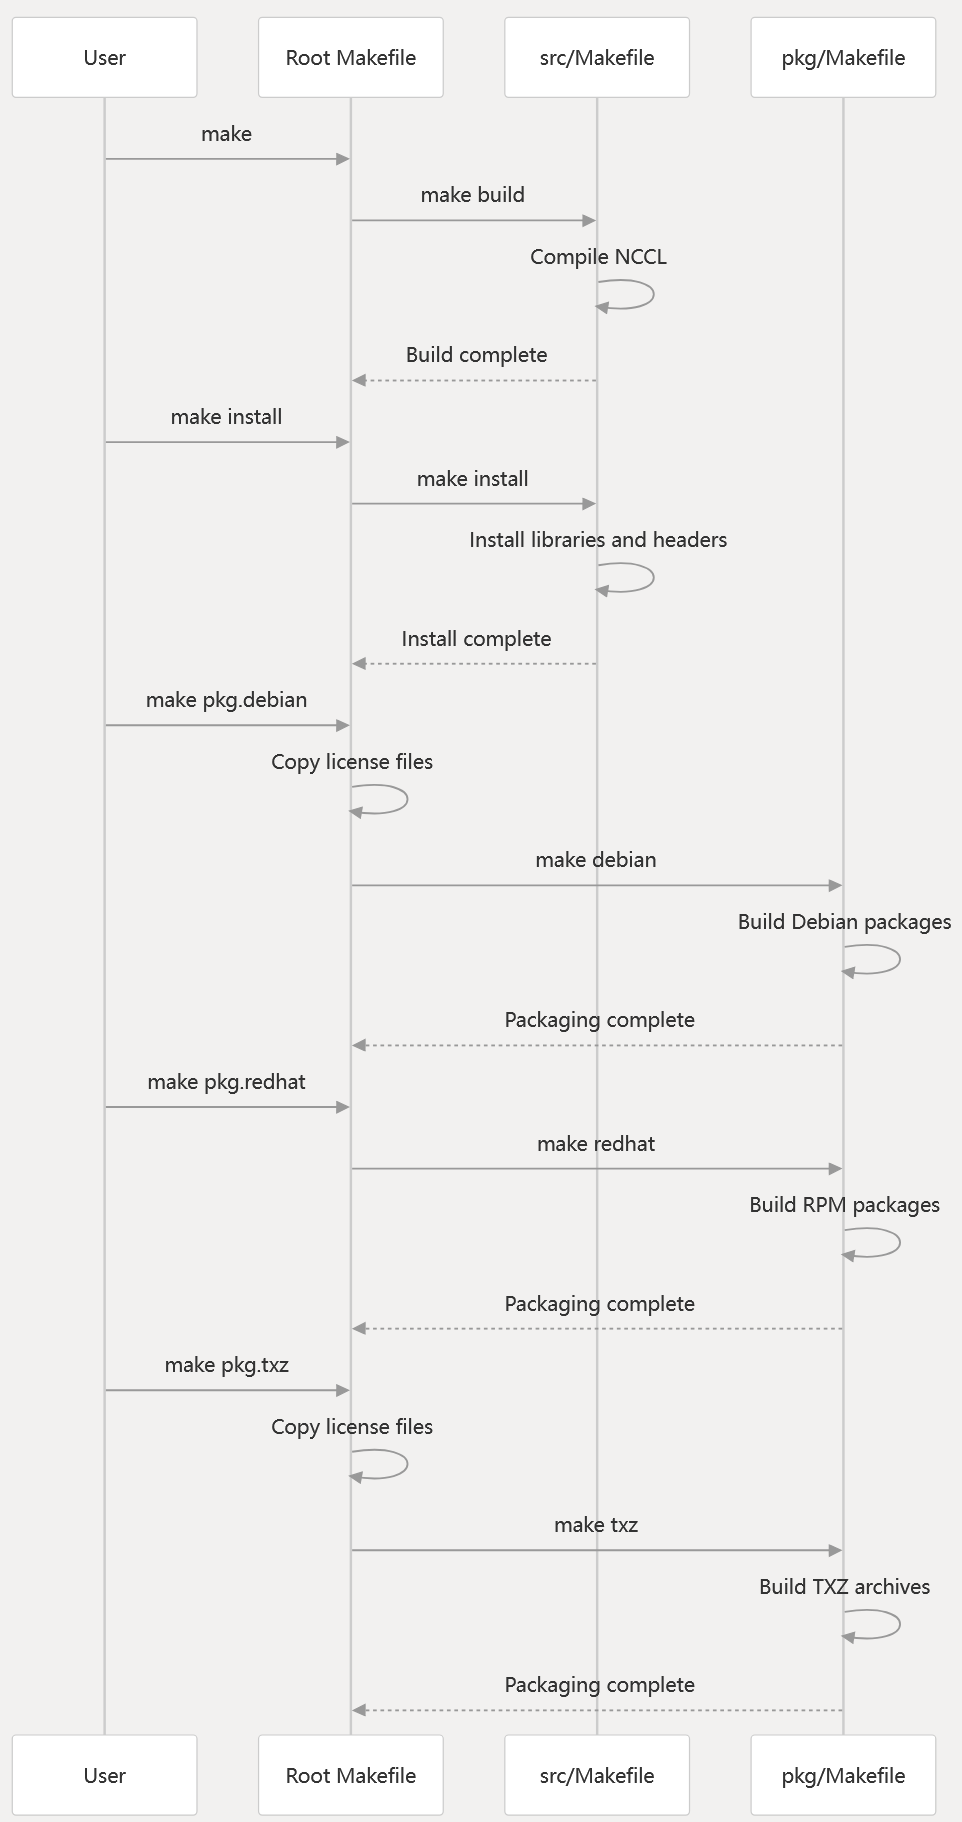 User
Root Makefile
src/Makefile
pkg/Makefile
make
make build
Compile NCCL
Build complete
make install
make install
Install libraries and headers
Install complete
make pkg.debian
Copy license files
make debian
Build Debian packages
Packaging complete
make pkg.redhat
make redhat
Build RPM packages
Packaging complete
make pkg.txz
Copy license files
make txz
Build TXZ archives
Packaging complete
User
Root Makefile
src/Makefile
pkg/Makefile